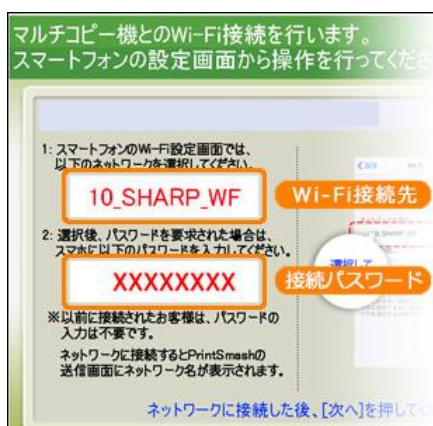 マルチコピー機とのWi-Fi接続を行います。
スマートフォンの設定画面から操作を行ってくださ
1: スマートフォンのWi-Fi設定画面では、
以下のネットワークを選択してください。
10_SHARP_WF
Wi-Fi接続先
2: 選択後、パスワードを要求された場合は、
スマホに以下のパスワードを入力してください。
XXXXXXXX
接続パスワード
選択して
※以前に接続されたお客様は、パスワードの
入力は不要です。
ネットワークに接続するとPrintSmashの
送信画面にネットワーク名が表示されます。
ネットワークに接続した後、[次へ]を押して